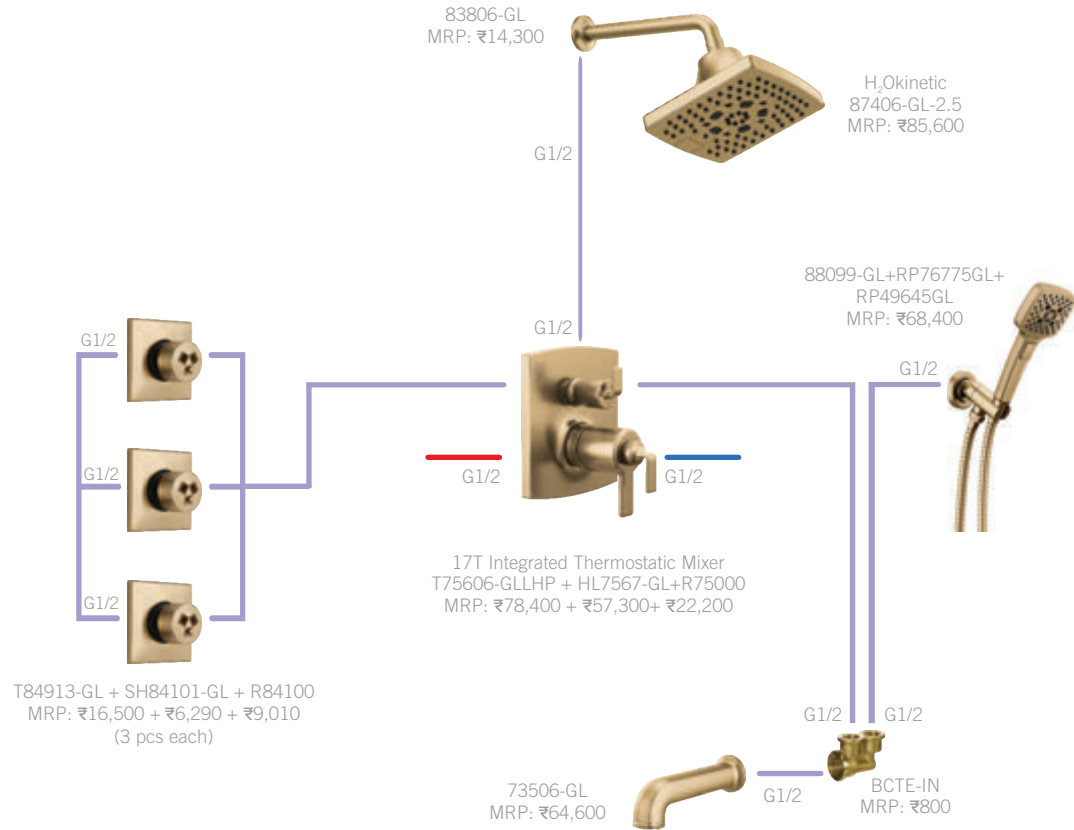 83806-GL
MRP: ₹14,300
H₂Okinetic
87406-GL-2.5
MRP: ₹85,600
G1/2
88099-GL+RP76775GL+
RP49645GL
MRP: ₹68,400
G1/2
G1/2
G1/2
G1/2
G1/2
G1/2
G1/2
17T Integrated Thermostatic Mixer
T75606-GLLHP + HL7567-GL+R75000
MRP: ₹78,400 + ₹57,300+ ₹22,200
G1/2
T84913-GL + SH84101-GL + R84100
MRP: ₹16,500 + ₹6,290 + ₹9,010
(3 pcs each)
G1/2
G1/2
73506-GL
MRP: ₹64,600
G1/2
BCTE-IN
MRP: ₹800